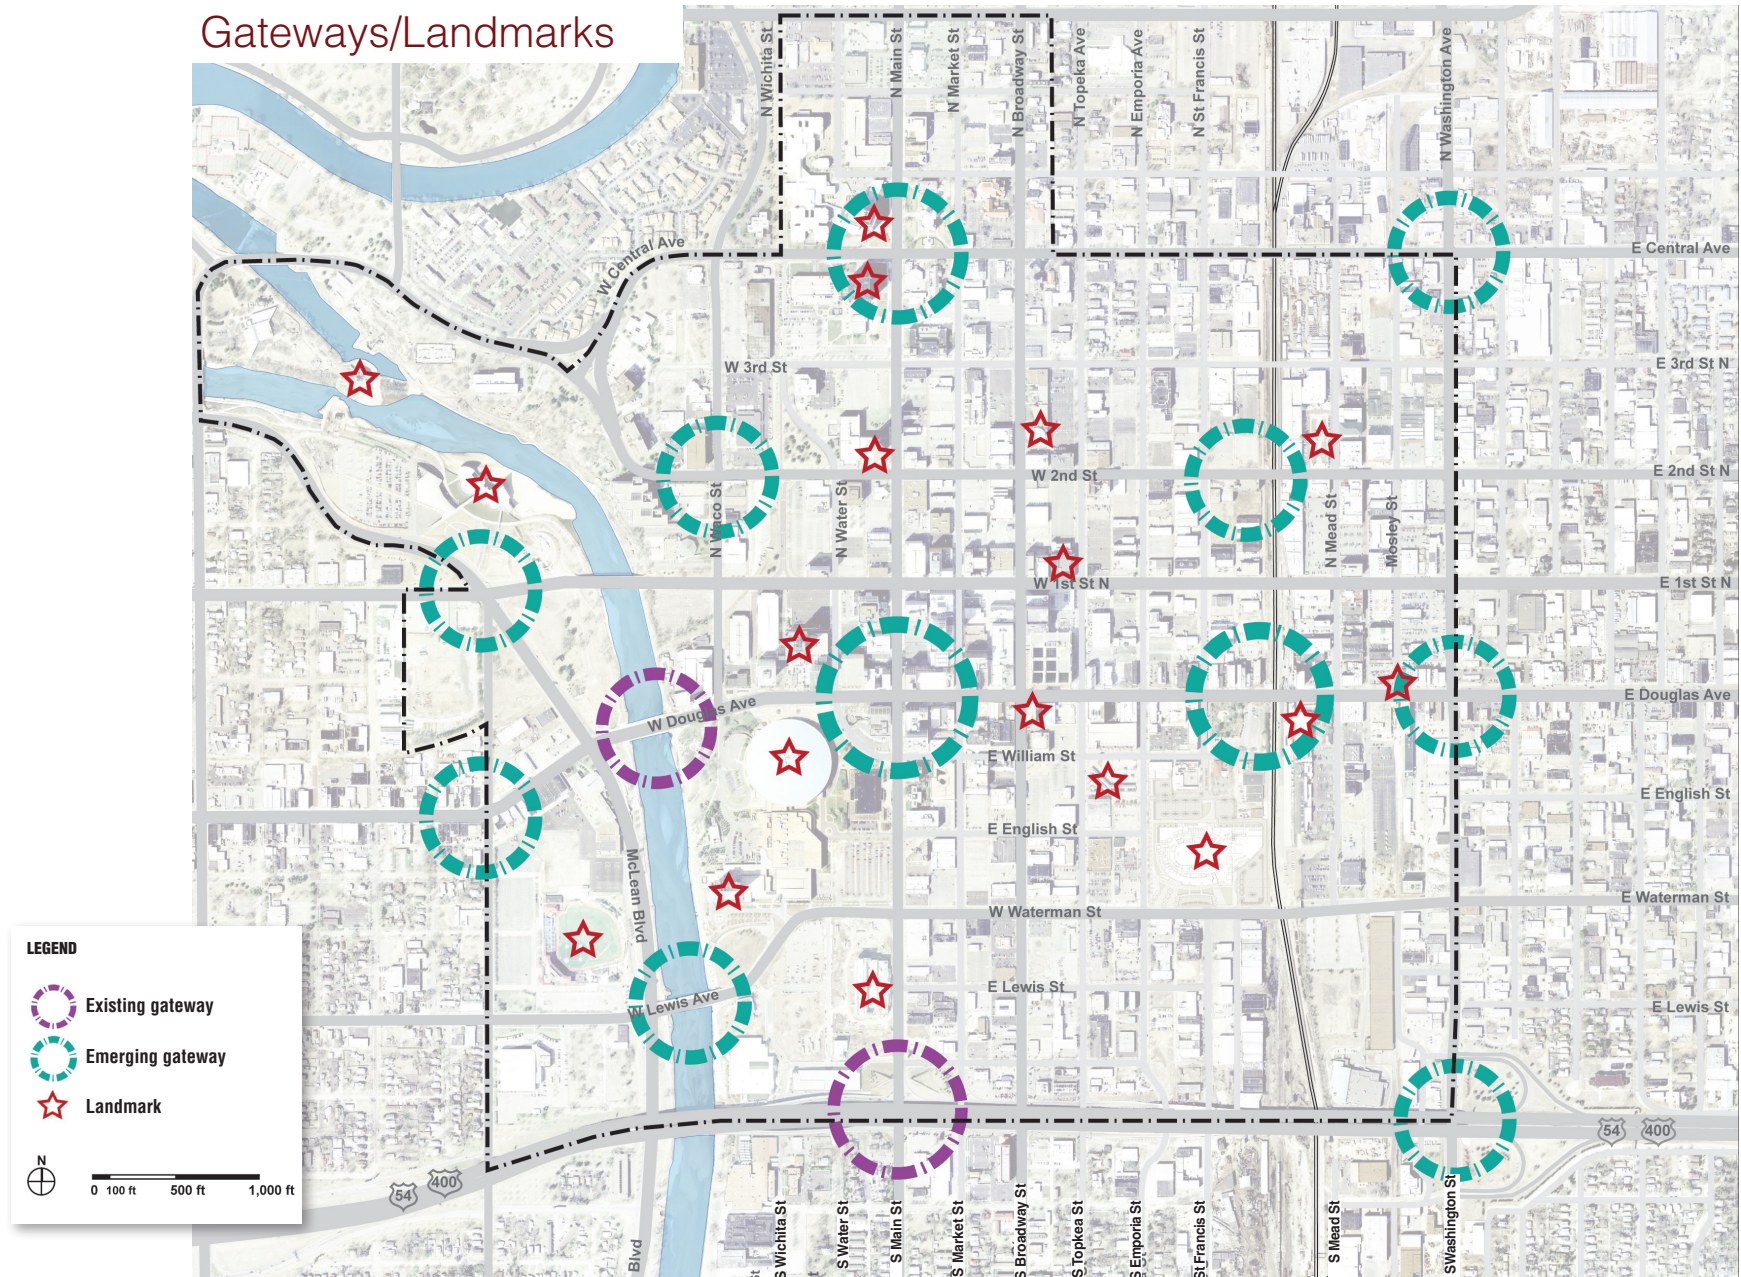 Gateways/Landmarks
N Wichita St
N Main St
N Market St
N Broadway St
N Topeka Ave
N Emporia Ave
N St Francis St
N Washington Ave
W Central Ave
E Central Ave
W 3rd St
E 3rd St N
W 2nd St
E 2nd St N
N Waco St
N Water St
N Mead St
Mosley St
W 1st St N
E 1st St N
W Douglas Ave
E Douglas Ave
E William St
E English St
E English St
McLean Blvd
W Waterman St
E Waterman St
W Lewis Ave
E Lewis St
E Lewis St
LEGEND
Existing gateway
Emerging gateway
Landmark
N
0 100 ft 500 ft 1,000 ft
54
400
54
400
Blvd
St
S Wichita St
S Water St
S Main St
S Market St
S Broadway St
S Topkea St
S Emporia St
St Francis St
S Mead St
SWashington St